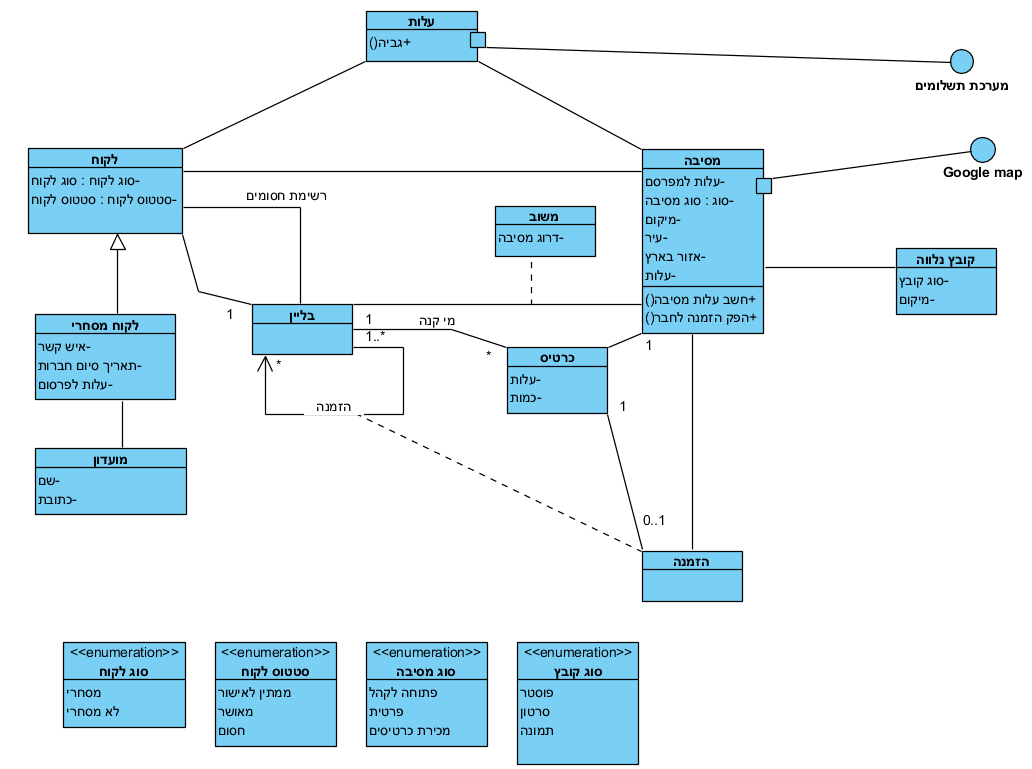 עלות
+גביה()
מערכת תשלומים
Google map
לקוח
-סוג לקוח : סוג לקוח
-סטטוס לקוח : סטטוס לקוח
מסיבה
-עלות למפרסם
-סוג : סוג מסיבה
-מיקום
-עיר
-אזור בארץ
-עלות
+חשב עלות מסיבה()
+הפק הזמנה לחבר()
רשימת חסומים
משוב
-דרוג מסיבה
קובץ נלווה
-סוג קובץ
-מיקום
לקוח מסחרי
-איש קשר
-תאריך סיום חברות
-עלות לפרסום
1
בליין
1
מי קנה
1..*
*
*
הזמנה
כרטיס
-עלות
-כמות
1
1
מועדון
-שם
-כתובת
0..1
הזמנה
<<enumeration>>
סוג לקוח
מסחרי
לא מסחרי
<<enumeration>>
סטטוס לקוח
ממתין לאישור
מאושר
חסום
<<enumeration>>
סוג מסיבה
פתוחה לקהל
פרטית
מכירת כרטיסים
<<enumeration>>
סוג קובץ
פוסטר
סרטון
תמונה